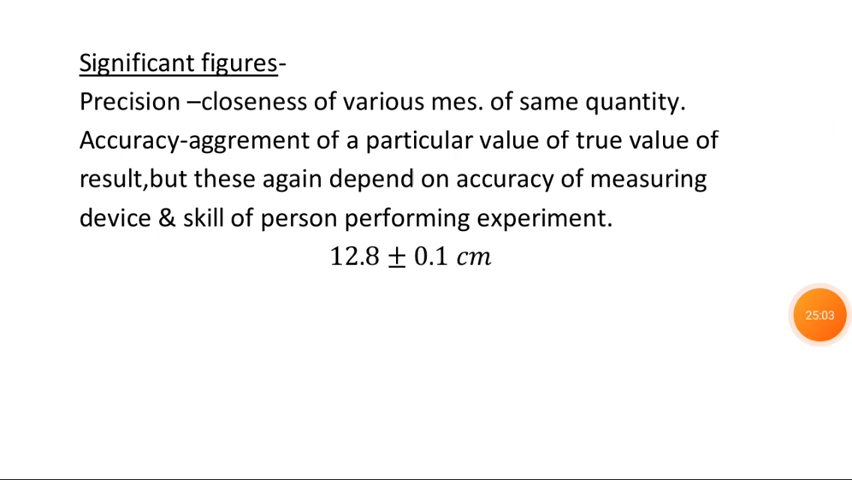 Significant figures-
Precision –closeness of various mes. of same quantity.
Accuracy-aggrement of a particular value of true value of
result,but these again depend on accuracy of measuring
device & skill of person performing experiment.
12.8 ± 0.1 cm
25:03